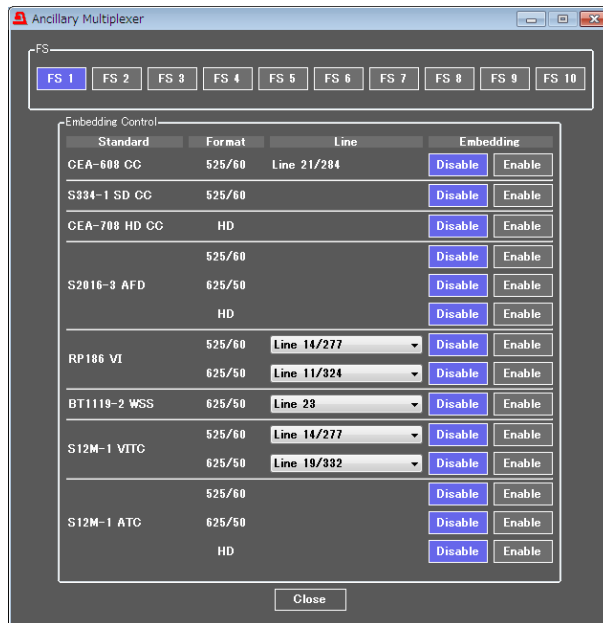 Ancillary Multiplexer
FS
FS 1 FS 2 FS 3 FS 4 FS 5 FS 6 FS 7 FS 8 FS 9 FS 10
Embedding Control
Standard Format Line Embedding
CEA-608 CC 525/60 Line 21/284 Disable Enable
S334-1 SD CC 525/60 Disable Enable
CEA-708 HD CC HD Disable Enable
525/60 Disable Enable
S2016-3 AFD 625/50 Disable Enable
HD Disable Enable
RP186 VI
525/60 Line 14/277 Disable Enable
625/50 Line 11/324 Disable Enable
BT1119-2 WSS 625/50 Line 23 Disable Enable
S12M-1 VITC
525/60 Line 14/277 Disable Enable
625/50 Line 19/332 Disable Enable
525/60 Disable Enable
S12M-1 ATC 625/50 Disable Enable
HD Disable Enable
Close